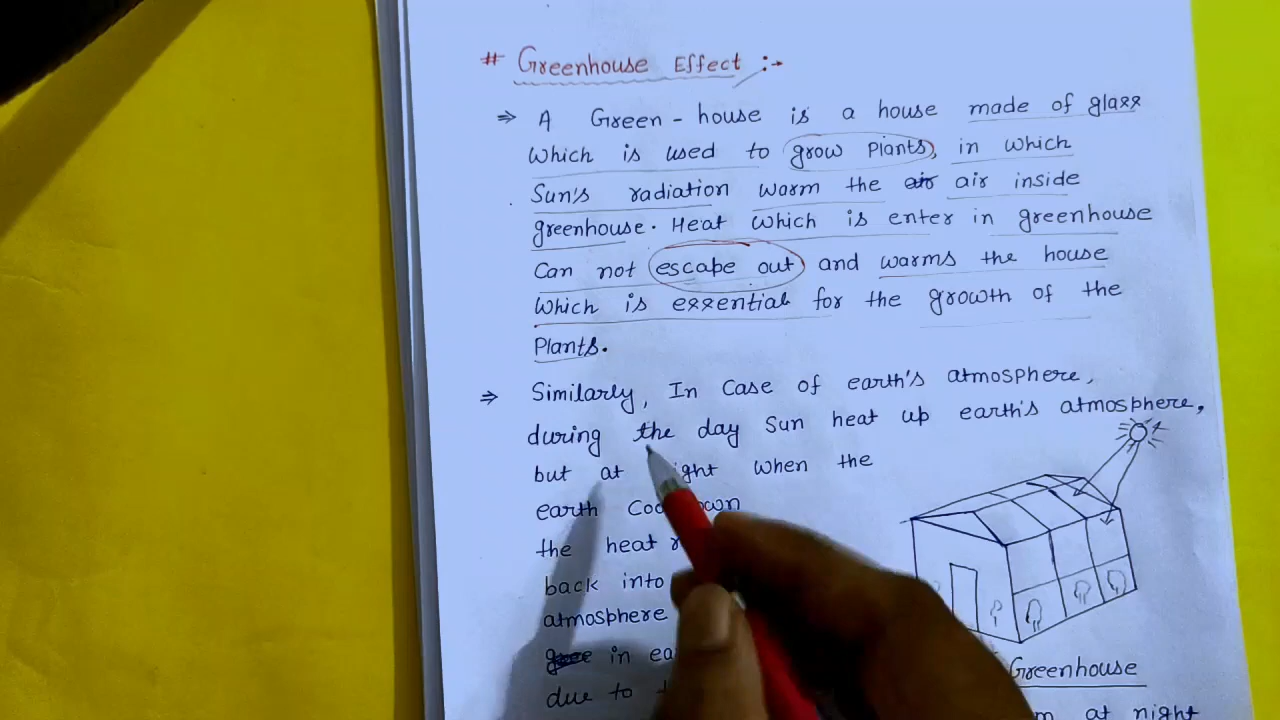 # Greenhouse Effect :-
⇒ A Green-house is a house made of glass
which is used to grow Plants, in which
Sun's radiation warm the air air inside
greenhouse. Heat which is enter in greenhouse
Can not escape out and warms the house
Which is essential for the growth of the
Plants.
⇒ Similarly, In Case of earth's atmosphere,
during the day Sun heat up earth's atmosphere,
but at when the
earth
the heat
back into
atmosphere
in
due to
Greenhouse
at night